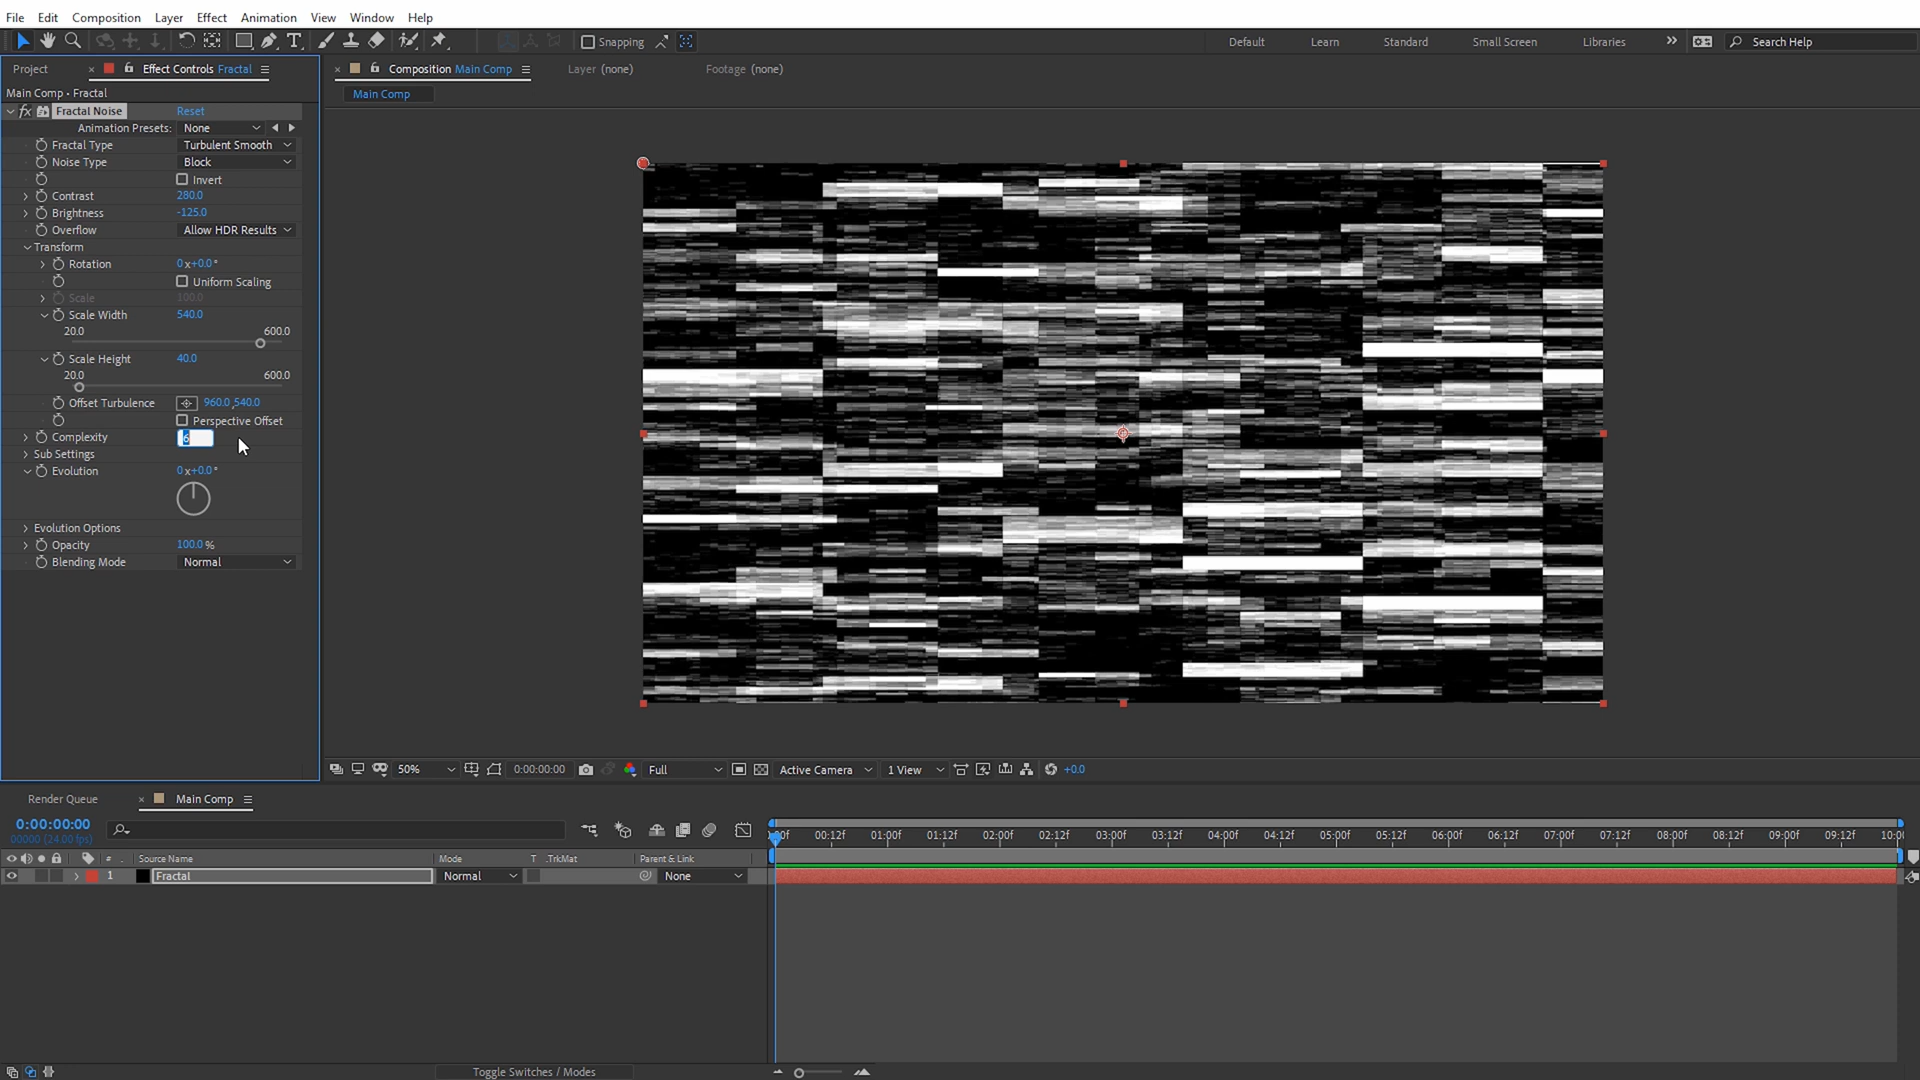 File Edit Composition Layer Effect Animation View Window Help
Snapping Default Learn Standard Small Screen Libraries Search Help
Project Effect Controls Fractal
Composition Main Comp Layer (none) Footage (none)
Main Comp • Fractal
Main Comp
fx Fractal Noise Reset
Animation Presets: None
Fractal Type Turbulent Smooth
Noise Type Block
Invert
Contrast 280.0
Brightness -125.0
Overflow Allow HDR Results
Transform
Rotation 0x+0.0°
Uniform Scaling
Scale 100.0
Scale Width 540.0
20.0 600.0
Scale Height 40.0
20.0 600.0
Offset Turbulence 960.0,540.0
Perspective Offset
Complexity 6
Sub Settings
Evolution 0x+0.0°
Evolution Options
Opacity 100.0 %
Blending Mode Normal
50% 0:00:00:00 Full Active Camera 1 View +0.0
Render Queue Main Comp
0:00:00:00
00000 (24.00 fps)
00:12f 01:00f 01:12f 02:00f 02:12f 03:00f 03:12f 04:00f 04:12f 05:00f 05:12f 06:00f 06:12f 07:00f 07:12f 08:00f 08:12f 09:00f 09:12f
# Source Name Mode T .TrkMat Parent & Link
1 Fractal Normal None
Toggle Switches / Modes